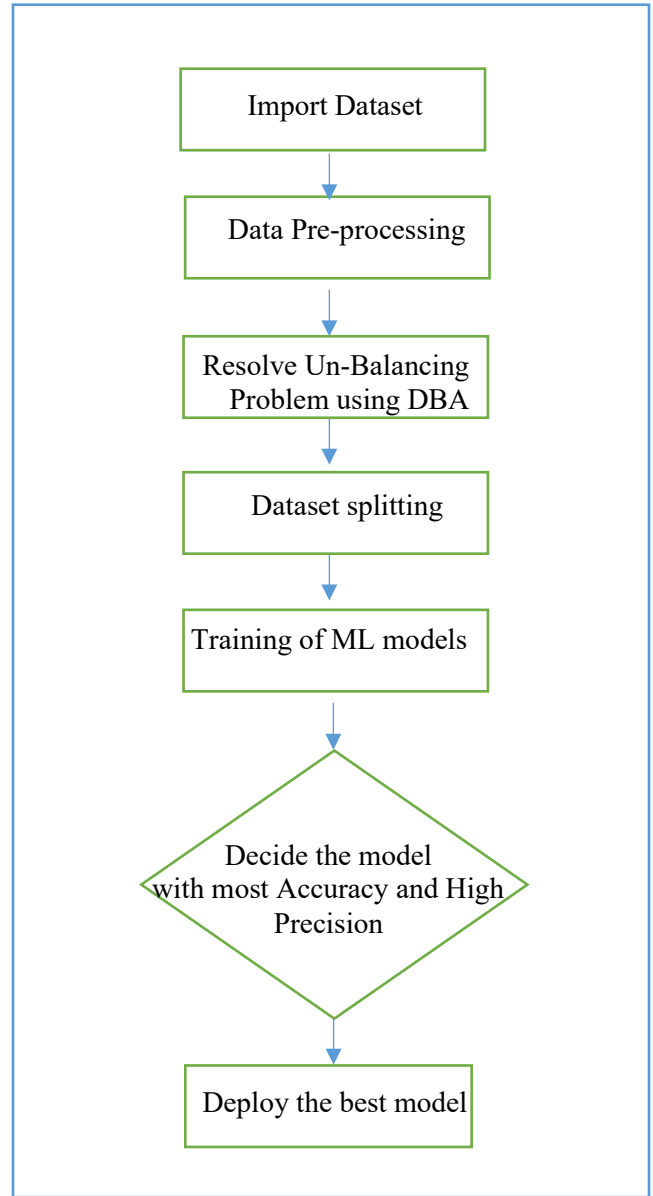 Import Dataset
Data Pre-processing
Resolve Un-Balancing
Problem using DBA
Dataset splitting
Training of ML models
Decide the model
with most Accuracy and High
Precision
Deploy the best model